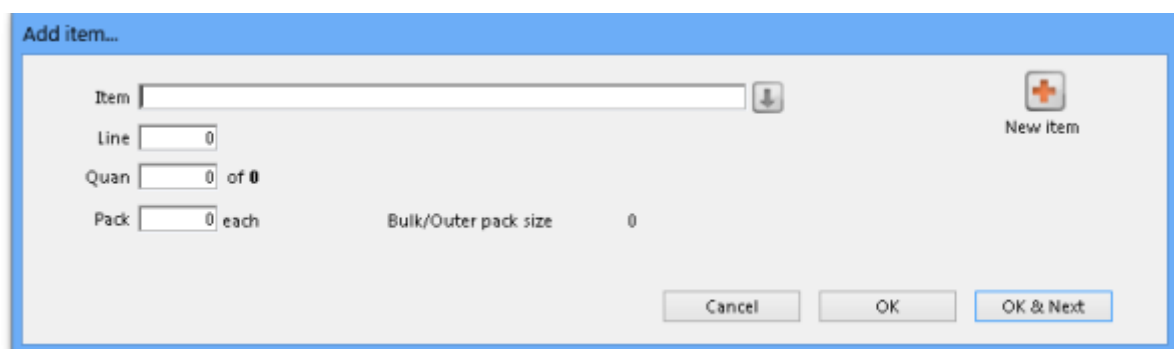 Add item...
Item
New item
Line 0
Quan 0 of 0
Pack 0 each Bulk/Outer pack size 0
Cancel OK OK & Next